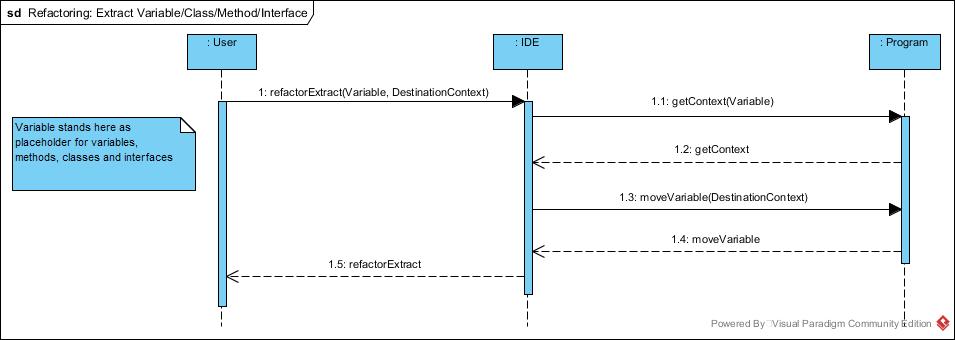 sd Refactoring: Extract Variable/Class/Method/Interface
: User
: IDE
: Program
1: refactorExtract(Variable, DestinationContext)
1.1: getContext(Variable)
Variable stands here as
placeholder for variables,
methods, classes and interfaces
1.2: getContext
1.3: moveVariable(DestinationContext)
1.4: moveVariable
1.5: refactorExtract
Powered By Visual Paradigm Community Edition